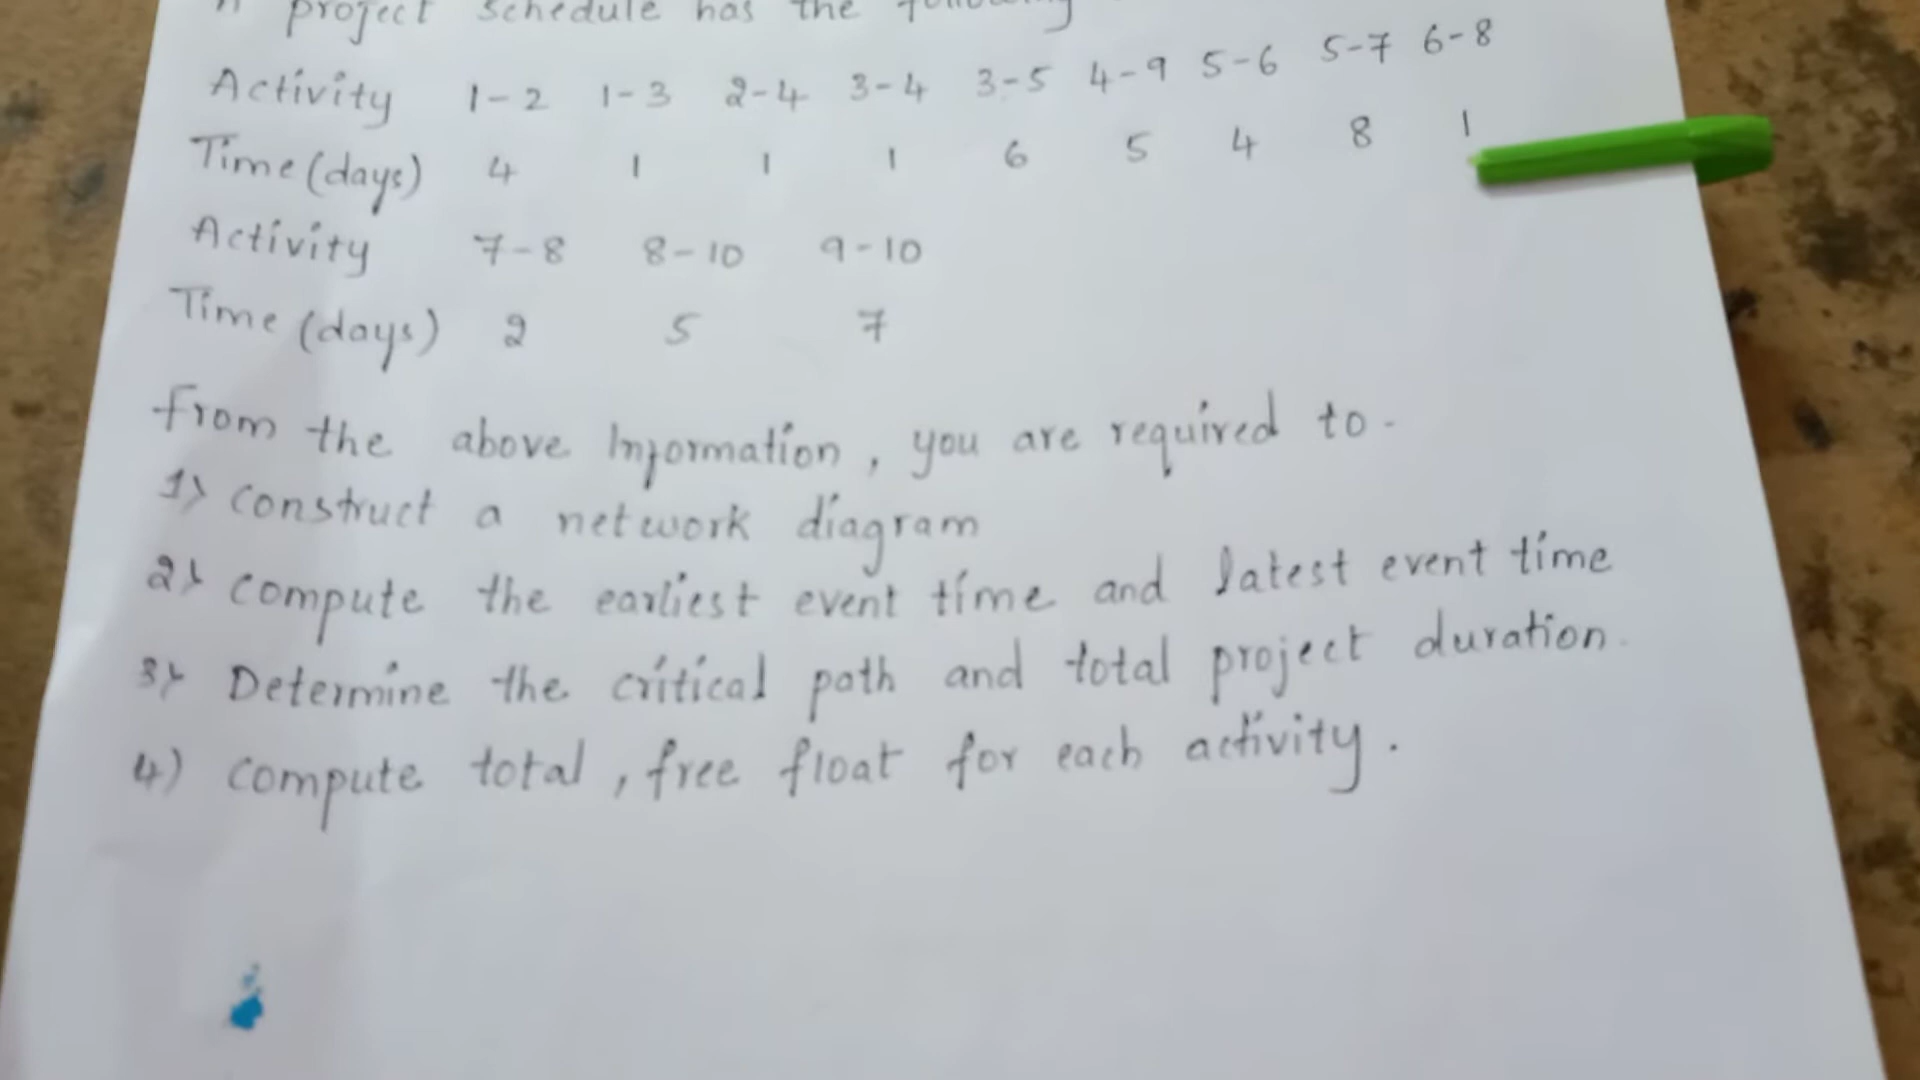 project schedule has the following
Activity 1-2 1-3 2-4 3-4 3-5 4-9 5-6 5-7 6-8
Time (days) 4 1 1 1 6 5 4 8 1
Activity 7-8 8-10 9-10
Time (days) 2 5 7
From the above Information, you are required to -
1) construct a network diagram
2) compute the earliest event time and latest event time
3) Determine the critical path and total project duration.
4) compute total, free float for each activity.